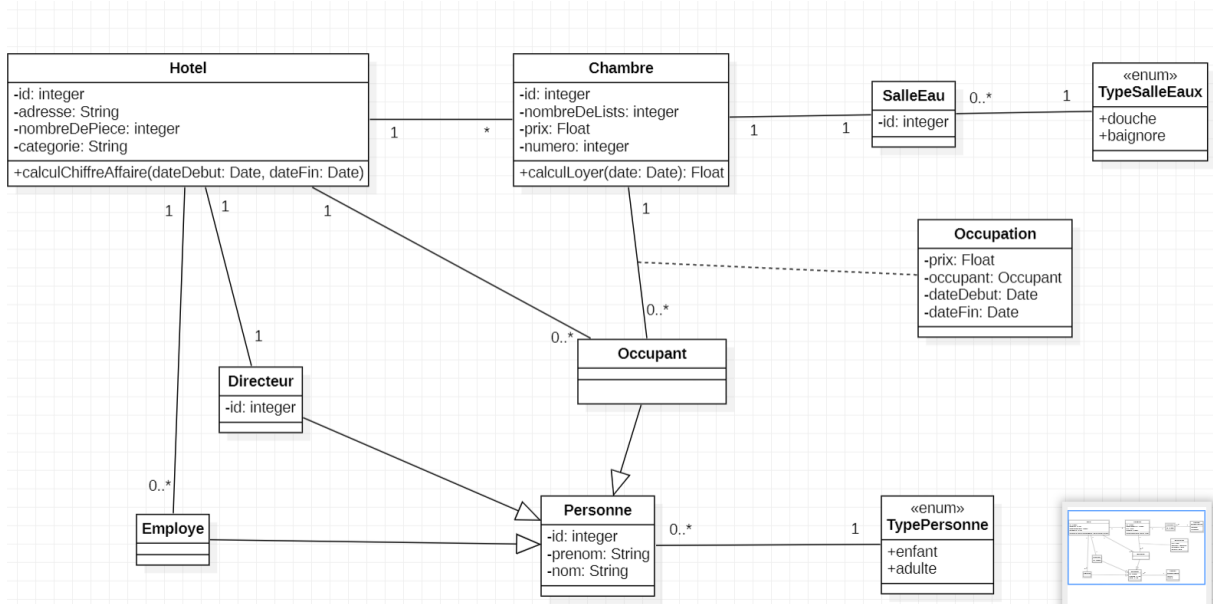 Hotel
-id: integer
-adresse: String
-nombreDePiece: integer
-categorie: String
+calculChiffreAffaire(dateDebut: Date, dateFin: Date)
1
*
Chambre
-id: integer
-nombreDeLists: integer
-prix: Float
-numero: integer
+calculLoyer(date: Date): Float
1
1
SalleEau
-id: integer
0..*
1
«enum»
TypeSalleEaux
+douche
+baignore
1
1
1
1
Occupation
-prix: Float
-occupant: Occupant
-dateDebut: Date
-dateFin: Date
0..*
1
0..*
Occupant
Directeur
-id: integer
0..*
Employe
Personne
-id: integer
-prenom: String
-nom: String
0..*
1
«enum»
TypePersonne
+enfant
+adulte